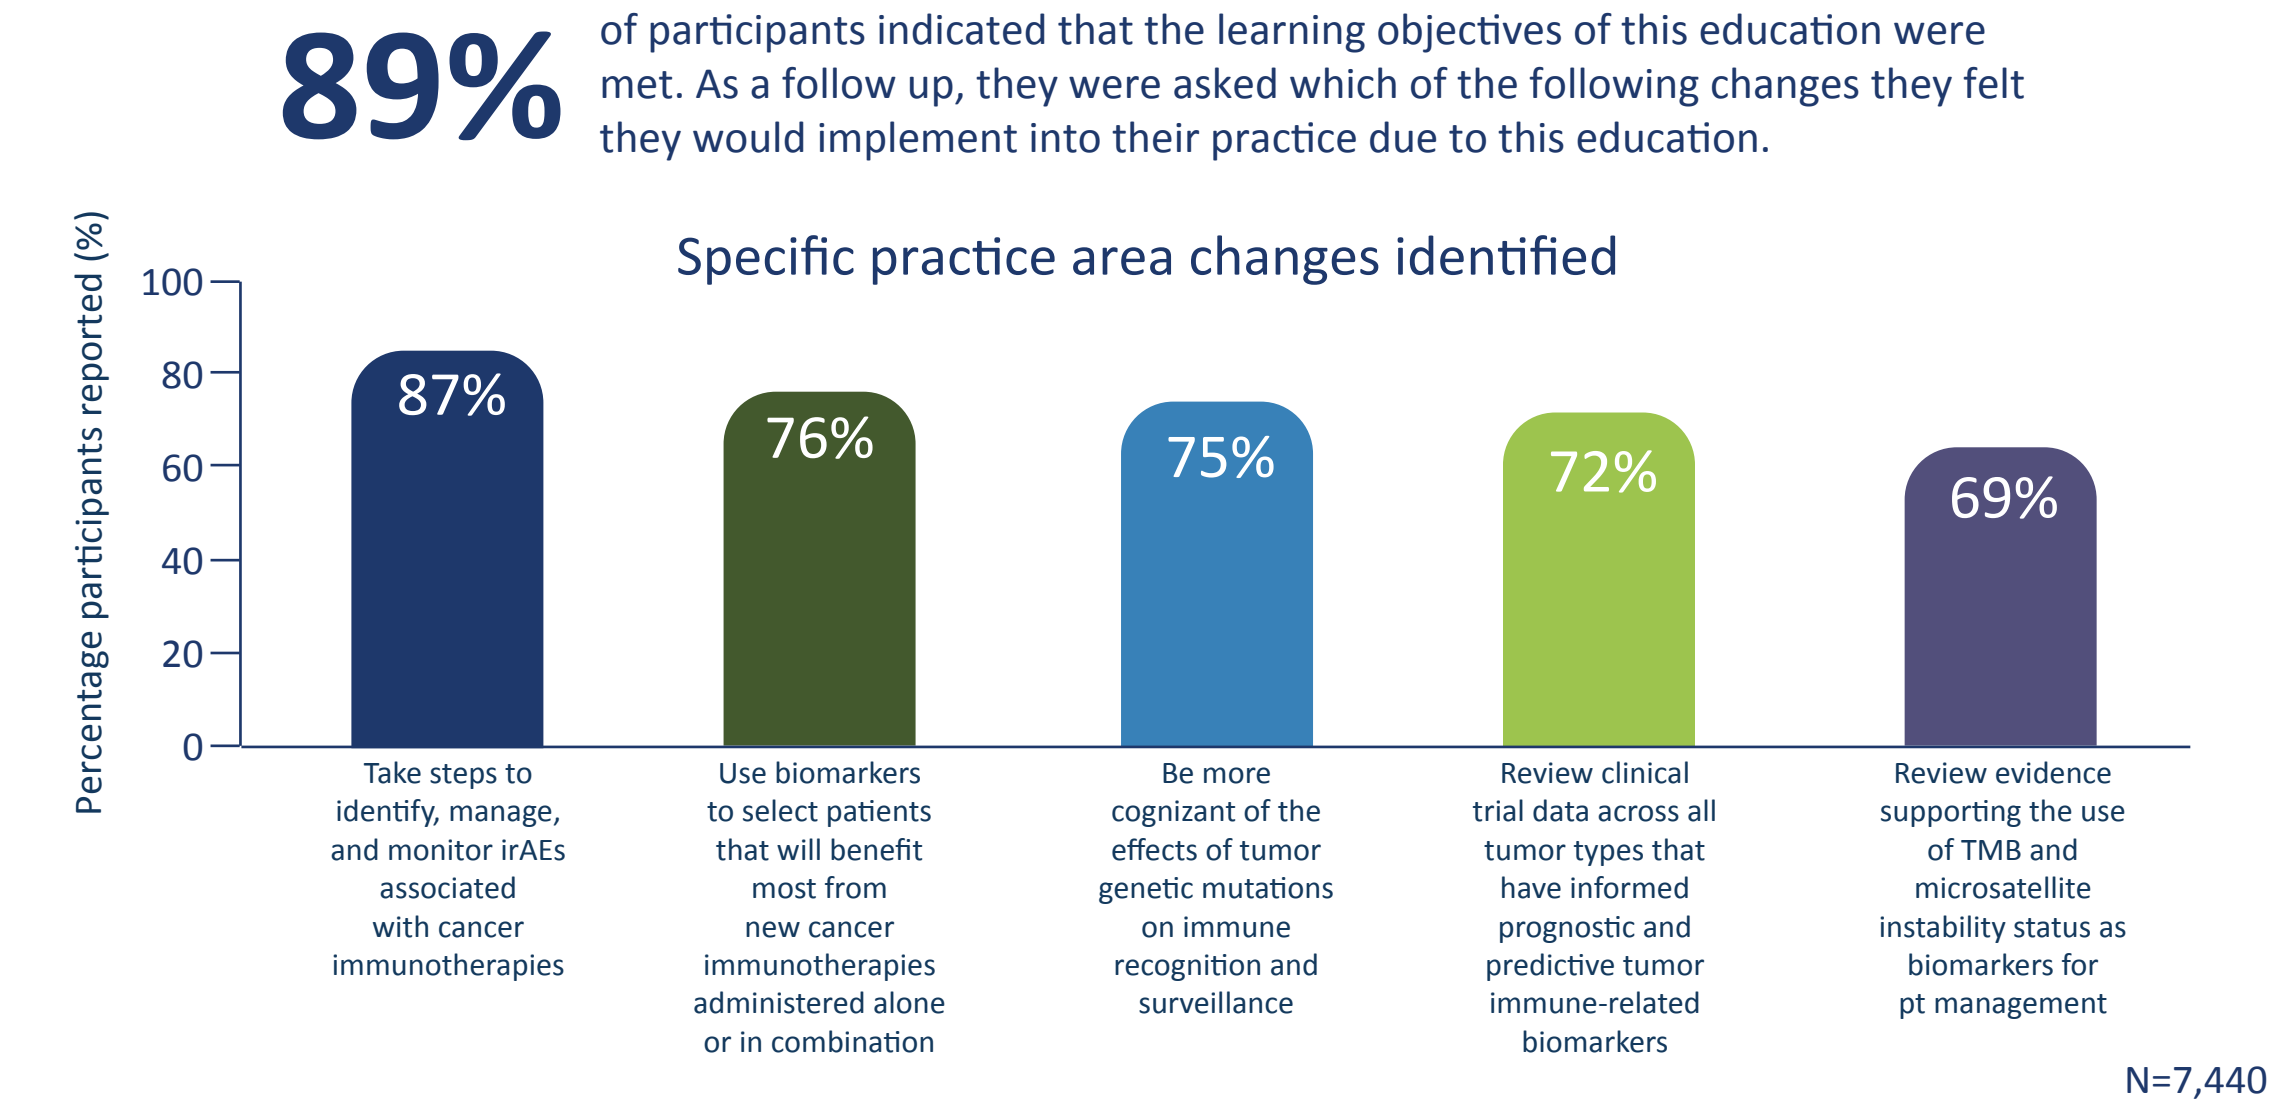 89%
of participants indicated that the learning objectives of this education were
met. As a follow up, they were asked which of the following changes they felt
they would implement into their practice due to this education.
Specific practice area changes identified
Percentage participants reported (%)
100
80
60
40
20
0
87%
76%
75%
72%
69%
Take steps to
identify, manage,
and monitor irAEs
associated
with cancer
immunotherapies
Use biomarkers
to select patients
that will benefit
most from
new cancer
immunotherapies
administered alone
or in combination
Be more
cognizant of the
effects of tumor
genetic mutations
on immune
recognition and
surveillance
Review clinical
trial data across all
tumor types that
have informed
prognostic and
predictive tumor
immune-related
biomarkers
Review evidence
supporting the use
of TMB and
microsatellite
instability status as
biomarkers for
pt management
N=7,440